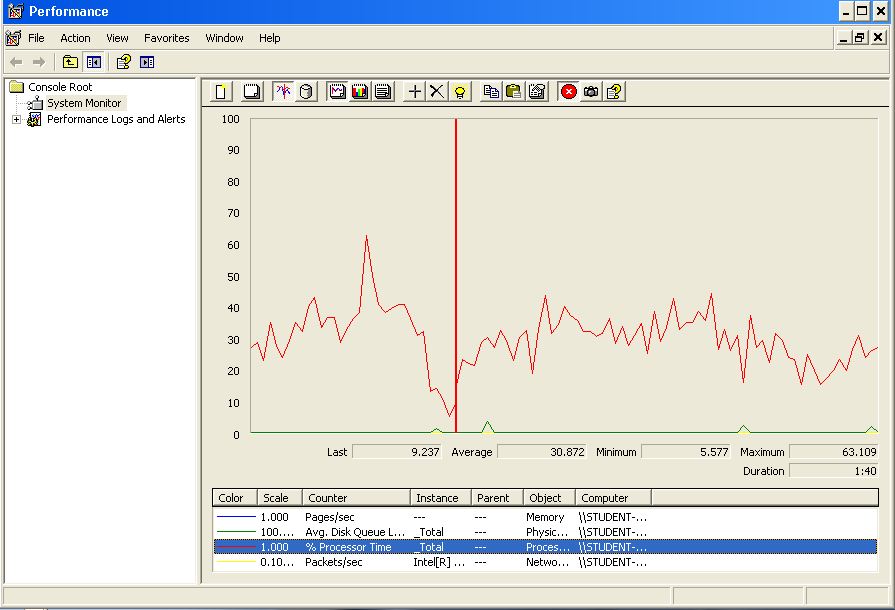 Performance
File Action View Favorites Window Help
Console Root
System Monitor
Performance Logs and Alerts
100
90
80
70
60
50
40
30
20
10
0
Last 9.237 Average 30.872 Minimum 5.577 Maximum 63.109
Duration 1:40
Color Scale Counter Instance Parent Object Computer
1.000 Pages/sec --- --- Memory \\STUDENT-...
100.... Avg. Disk Queue L... _Total --- Physic... \\STUDENT-...
1.000 % Processor Time _Total --- Proces... \\STUDENT-...
0.10... Packets/sec Intel[R] ... --- Netwo... \\STUDENT-...